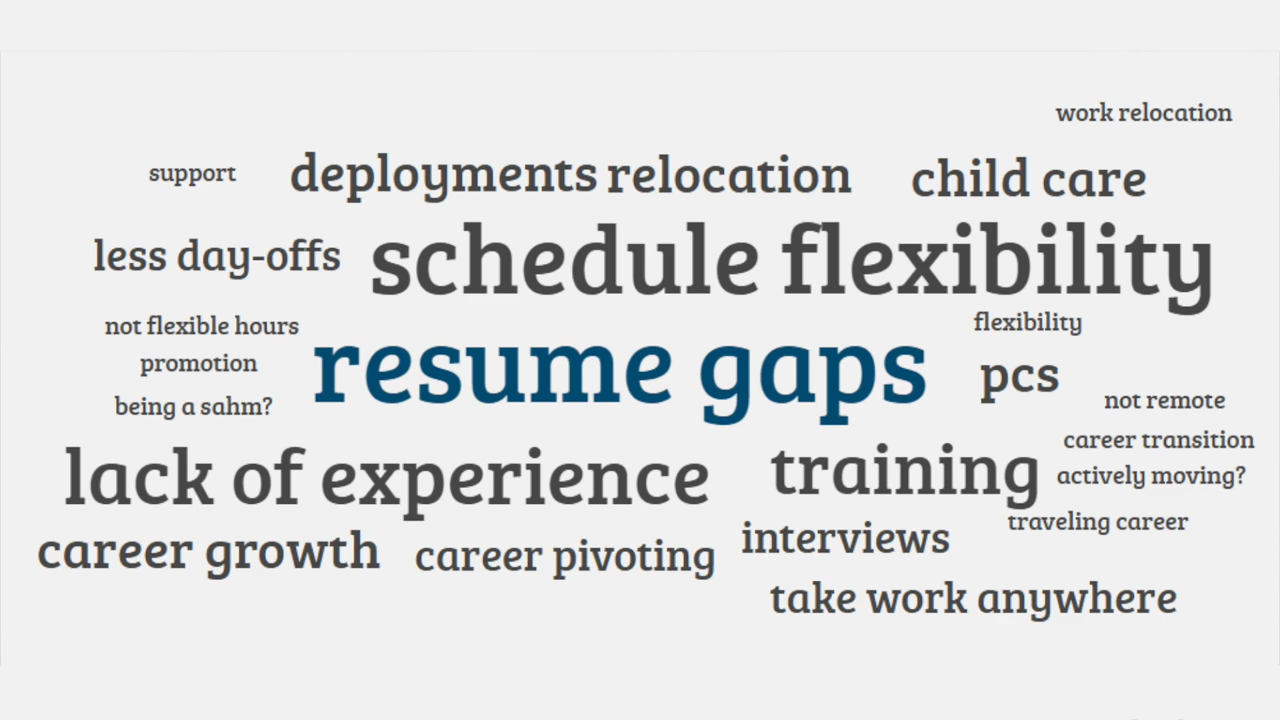 work relocation
support
deployments
relocation
child care
less day-offs
schedule flexibility
not flexible hours
flexibility
promotion
resume gaps
pcs
being a sahm?
not remote
career transition
lack of experience
training
actively moving?
traveling career
career growth
career pivoting
interviews
take work anywhere